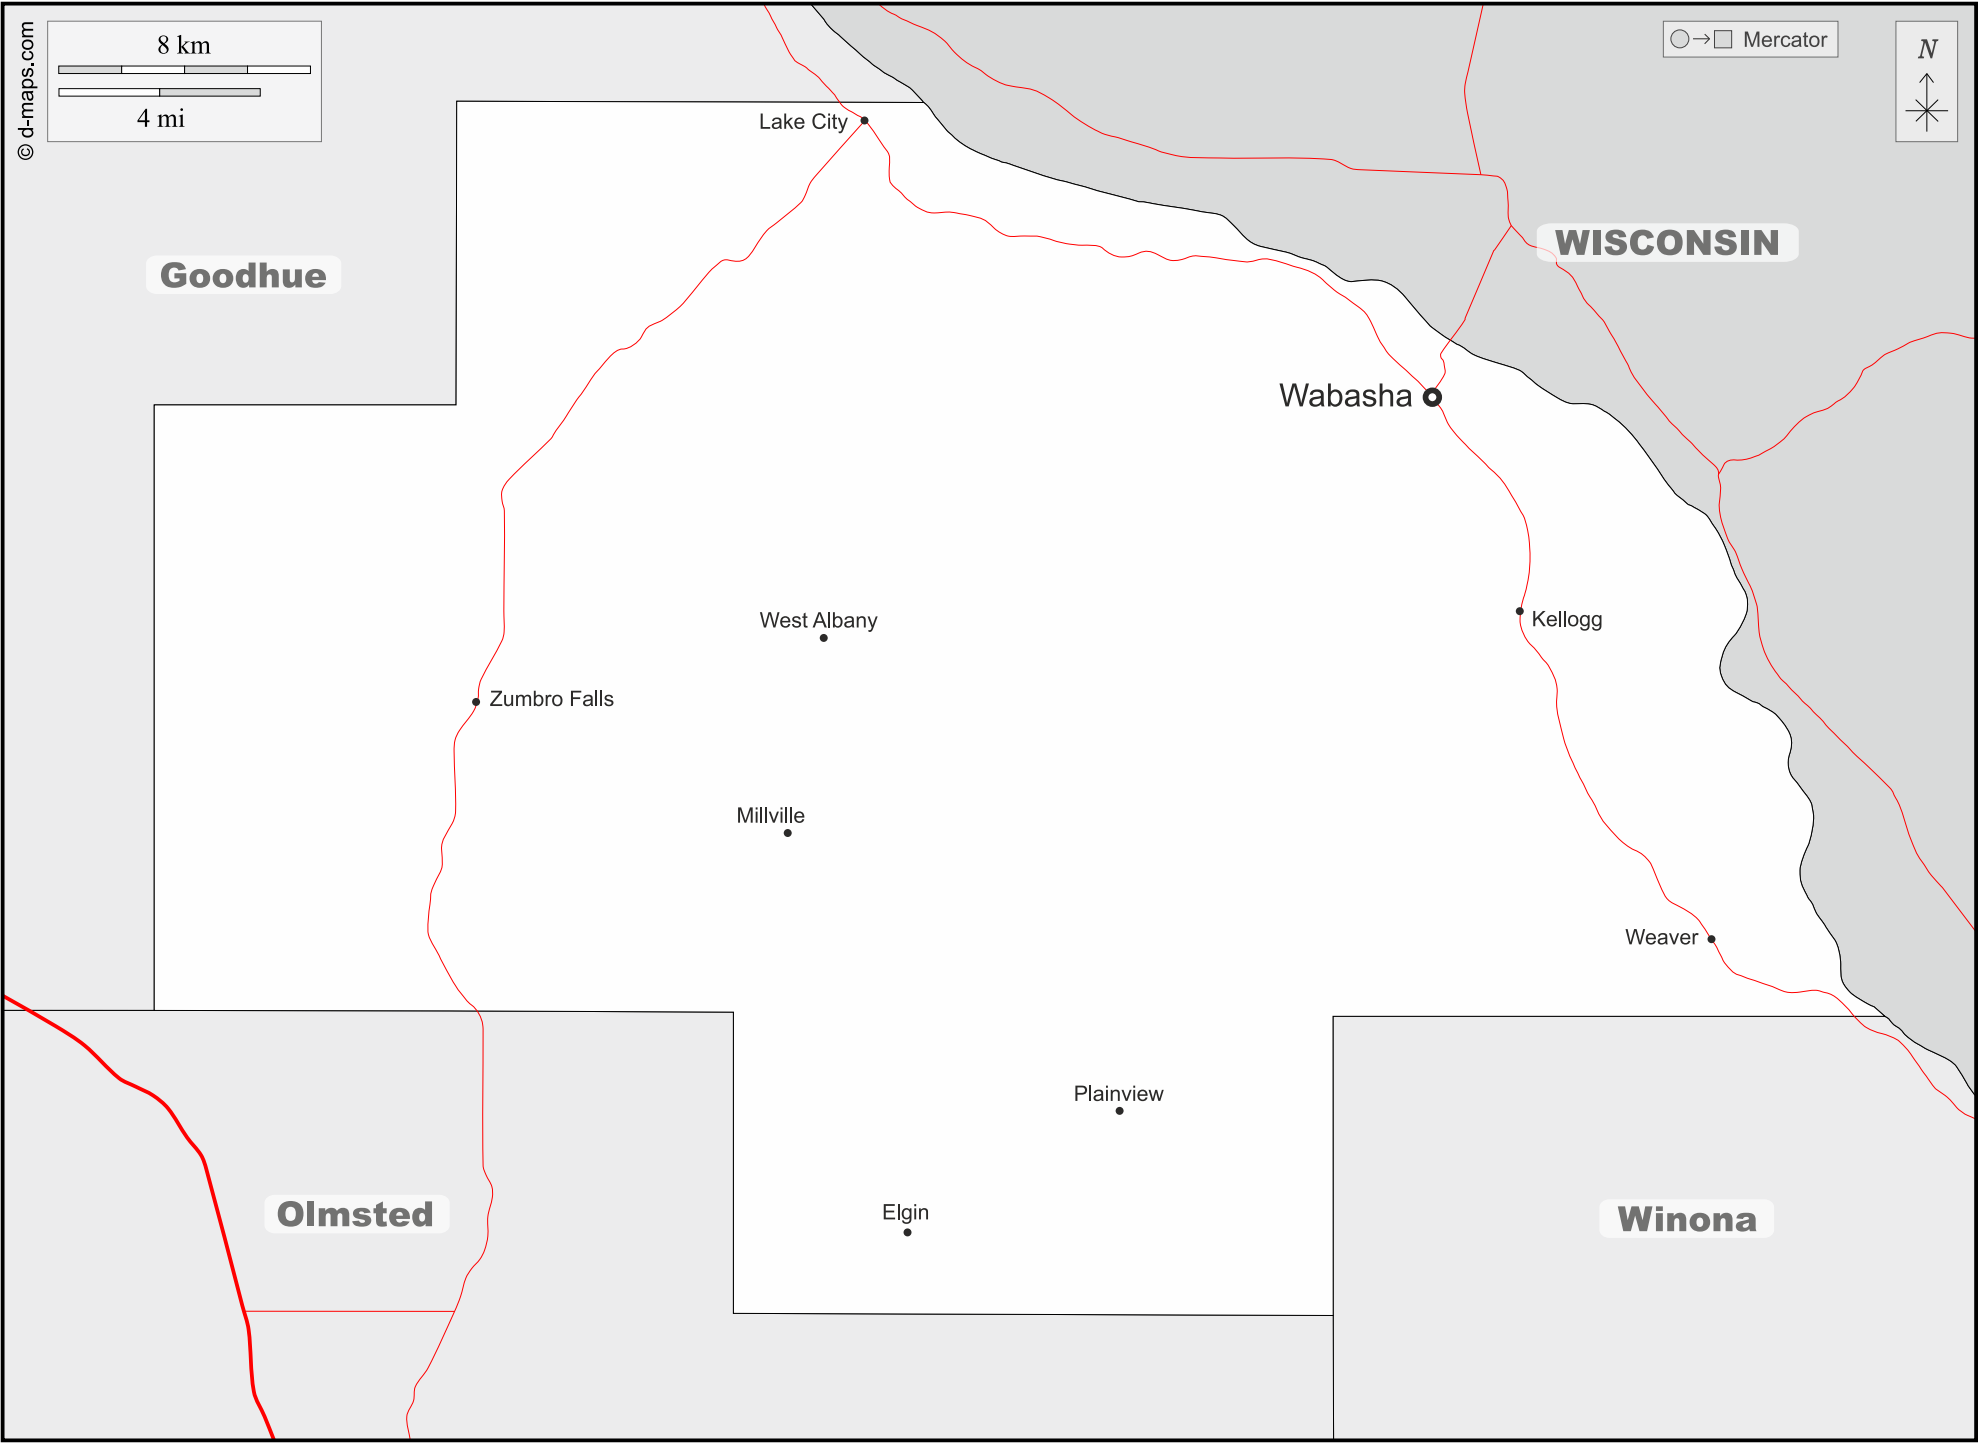 © d-maps.com
8 km
4 mi
Mercator
N
Lake City
WISCONSIN
Goodhue
Wabasha
West Albany
Kellogg
Zumbro Falls
Millville
Weaver
Plainview
Elgin
Olmsted
Winona